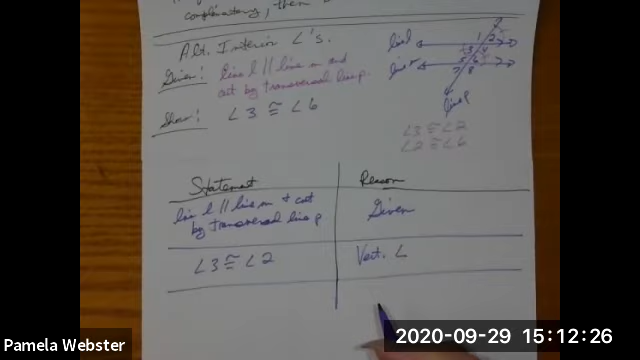 complimentary, then
Alt. Interior ∠'s.
Given: line l // line m and
cut by transversal line p.
Show: ∠3 ≅ ∠6
line l
1 2
3 4
5 6
7 8
line p
∠3 ≅ ∠2
∠2 ≅ ∠6
Statement Reason
line l // line m & cut
by transversal line p Given
∠3 ≅ ∠2 Vert. ∠
Pamela Webster
2020-09-29 15:12:26